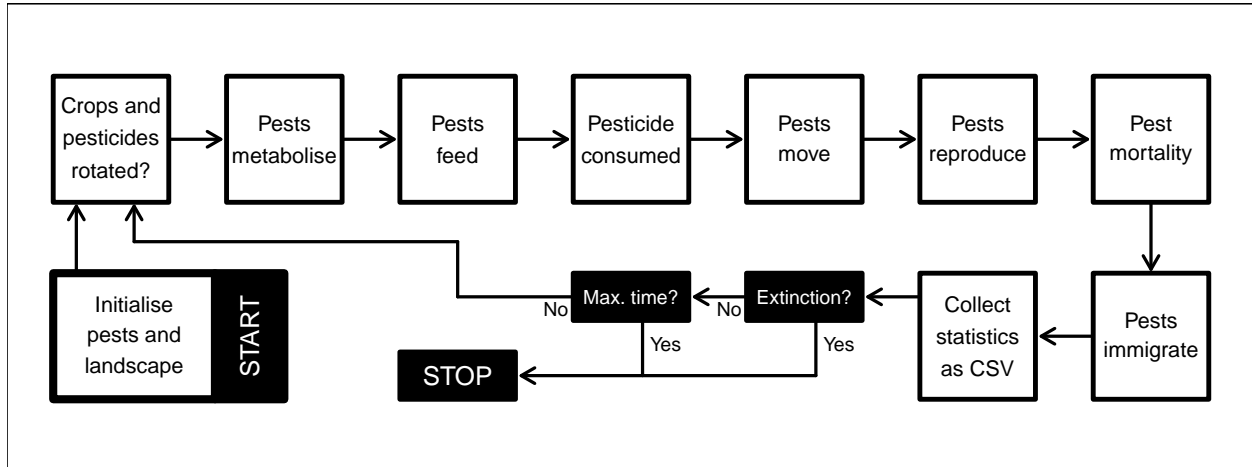 Crops and
pesticides
rotated?
Pests
metabolise
Pests
feed
Pesticide
consumed
Pests
move
Pests
reproduce
Pest
mortality
Initialise
pests and
landscape
START
Max. time?
No
Yes
Extinction?
No
Yes
STOP
Collect
statistics
as CSV
Pests
immigrate